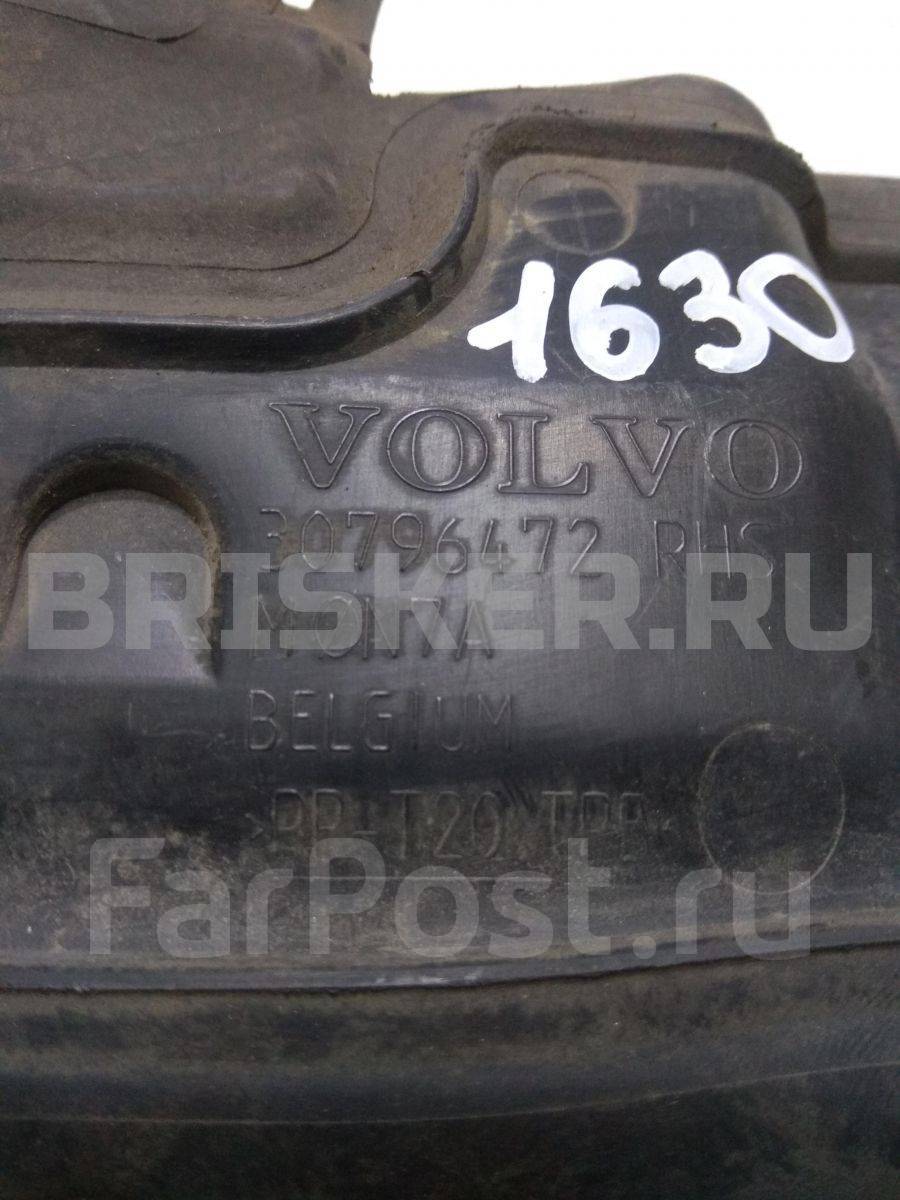 1630
VOLVO
30796472 RHS
BRISKER.RU
BELGIUM
FarPost.ru